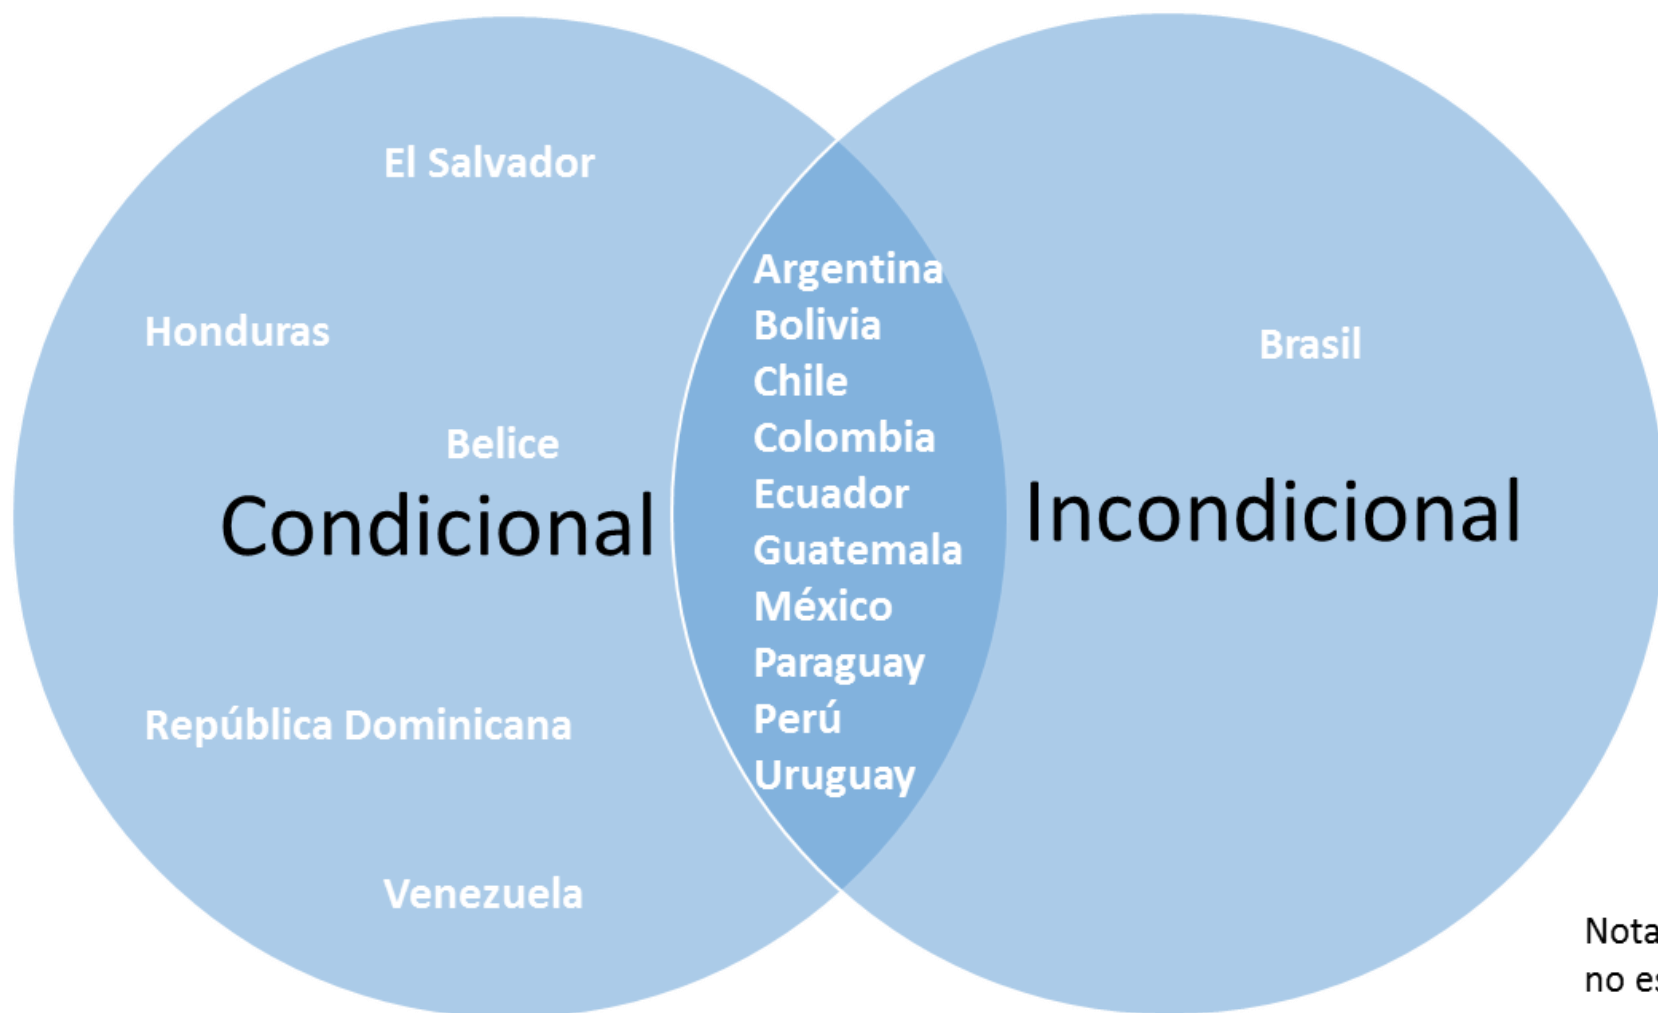 El Salvador
Honduras
Belice
Condicional
República Dominicana
Venezuela
Argentina
Bolivia
Chile
Colombia
Ecuador
Guatemala
México
Paraguay
Perú
Uruguay
Brasil
Incondicional
Nota
no